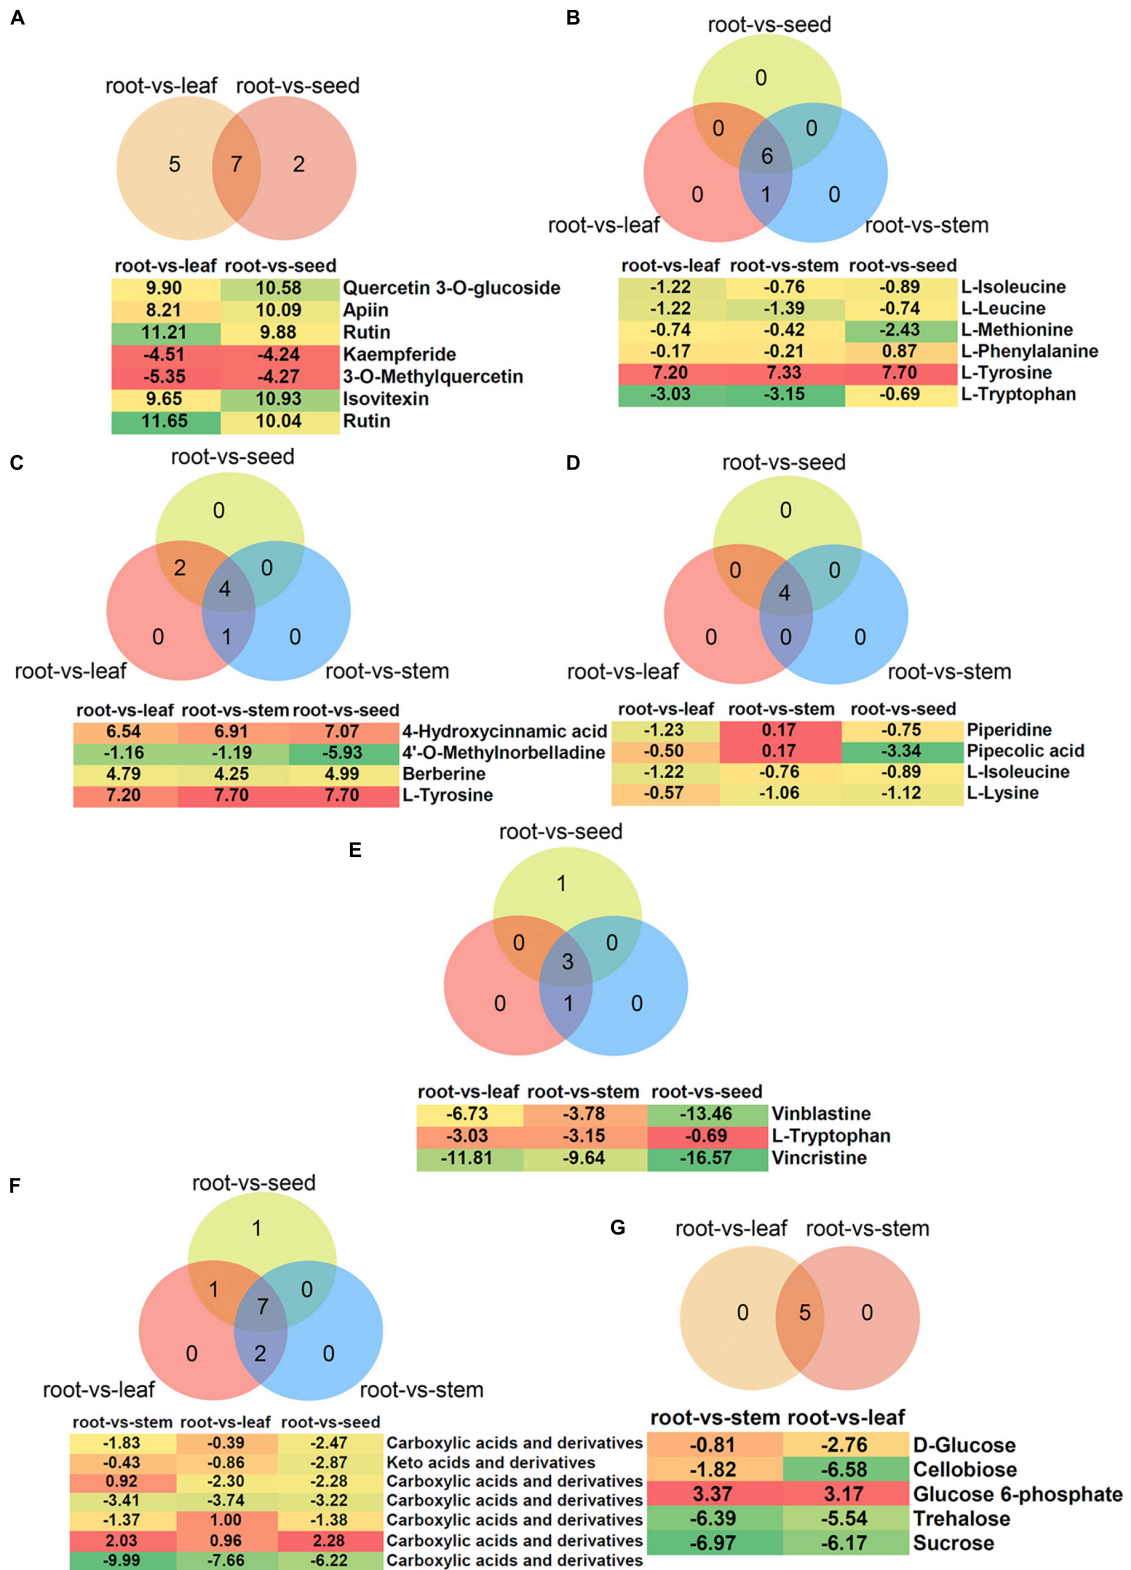 A
root-vs-leaf root-vs-seed
5 7 2
root-vs-leaf root-vs-seed
9.90 10.58 Quercetin 3-O-glucoside
8.21 10.09 Apiin
11.21 9.88 Rutin
-4.51 -4.24 Kaempferide
-5.35 -4.27 3-O-Methylquercetin
9.65 10.93 Isovitexin
11.65 10.04 Rutin
B
root-vs-seed
0
0 0
6
0 1 0
root-vs-leaf root-vs-stem
root-vs-leaf root-vs-stem root-vs-seed
-1.22 -0.76 -0.89 L-Isoleucine
-1.22 -1.39 -0.74 L-Leucine
-0.74 -0.42 -2.43 L-Methionine
-0.17 -0.21 0.87 L-Phenylalanine
7.20 7.33 7.70 L-Tyrosine
-3.03 -3.15 -0.69 L-Tryptophan
C
root-vs-seed
0
2 0
4
0 1 0
root-vs-leaf root-vs-stem
root-vs-leaf root-vs-stem root-vs-seed
6.54 6.91 7.07 4-Hydroxycinnamic acid
-1.16 -1.19 -5.93 4'-O-Methylnorbelladine
4.79 4.25 4.99 Berberine
7.20 7.70 7.70 L-Tyrosine
D
root-vs-seed
0
0 0
4
0 0 0
root-vs-leaf root-vs-stem
root-vs-leaf root-vs-stem root-vs-seed
-1.23 0.17 -0.75 Piperidine
-0.50 0.17 -3.34 Pipecolic acid
-1.22 -0.76 -0.89 L-Isoleucine
-0.57 -1.06 -1.12 L-Lysine
E
root-vs-seed
1
0 0
3
0 1 0
root-vs-leaf root-vs-stem root-vs-seed
-6.73 -3.78 -13.46 Vinblastine
-3.03 -3.15 -0.69 L-Tryptophan
-11.81 -9.64 -16.57 Vincristine
F
root-vs-seed
1
1 0
7
0 2 0
root-vs-leaf root-vs-stem
root-vs-stem root-vs-leaf root-vs-seed
-1.83 -0.39 -2.47 Carboxylic acids and derivatives
-0.43 -0.86 -2.87 Keto acids and derivatives
0.92 -2.30 -2.28 Carboxylic acids and derivatives
-3.41 -3.74 -3.22 Carboxylic acids and derivatives
-1.37 1.00 -1.38 Carboxylic acids and derivatives
2.03 0.96 2.28 Carboxylic acids and derivatives
-9.99 -7.66 -6.22 Carboxylic acids and derivatives
G
root-vs-leaf root-vs-stem
0 5 0
root-vs-stem root-vs-leaf
-0.81 -2.76 D-Glucose
-1.82 -6.58 Cellobiose
3.37 3.17 Glucose 6-phosphate
-6.39 -5.54 Trehalose
-6.97 -6.17 Sucrose